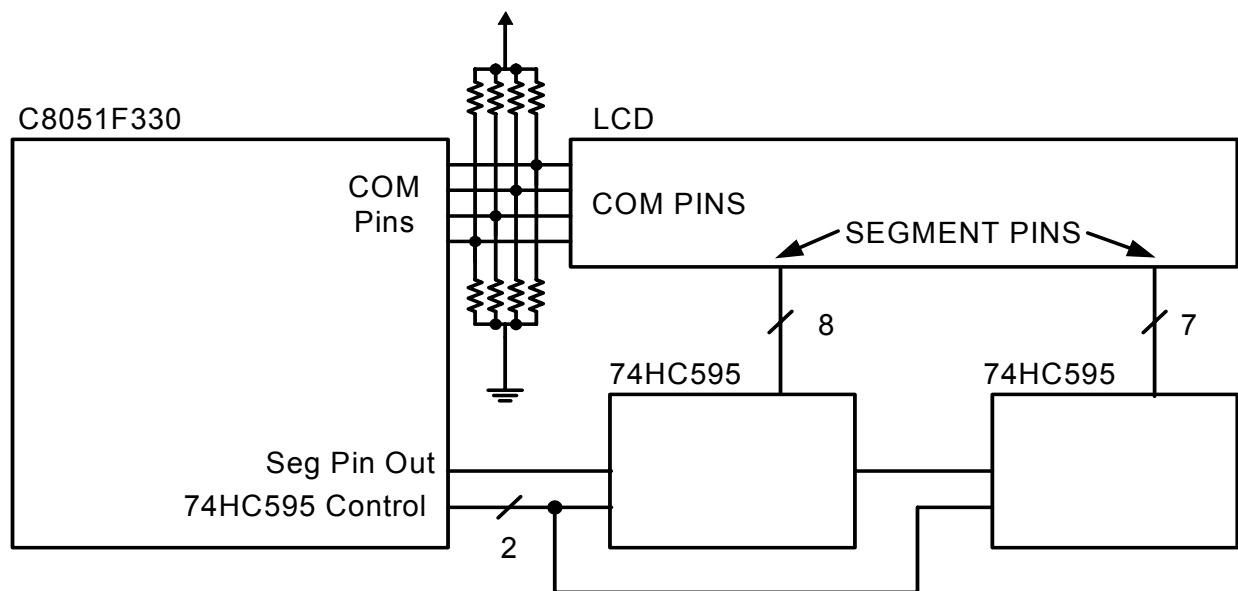 C8051F330
LCD
COM
Pins
COM PINS
SEGMENT PINS
8
7
74HC595
74HC595
Seg Pin Out
74HC595 Control
2